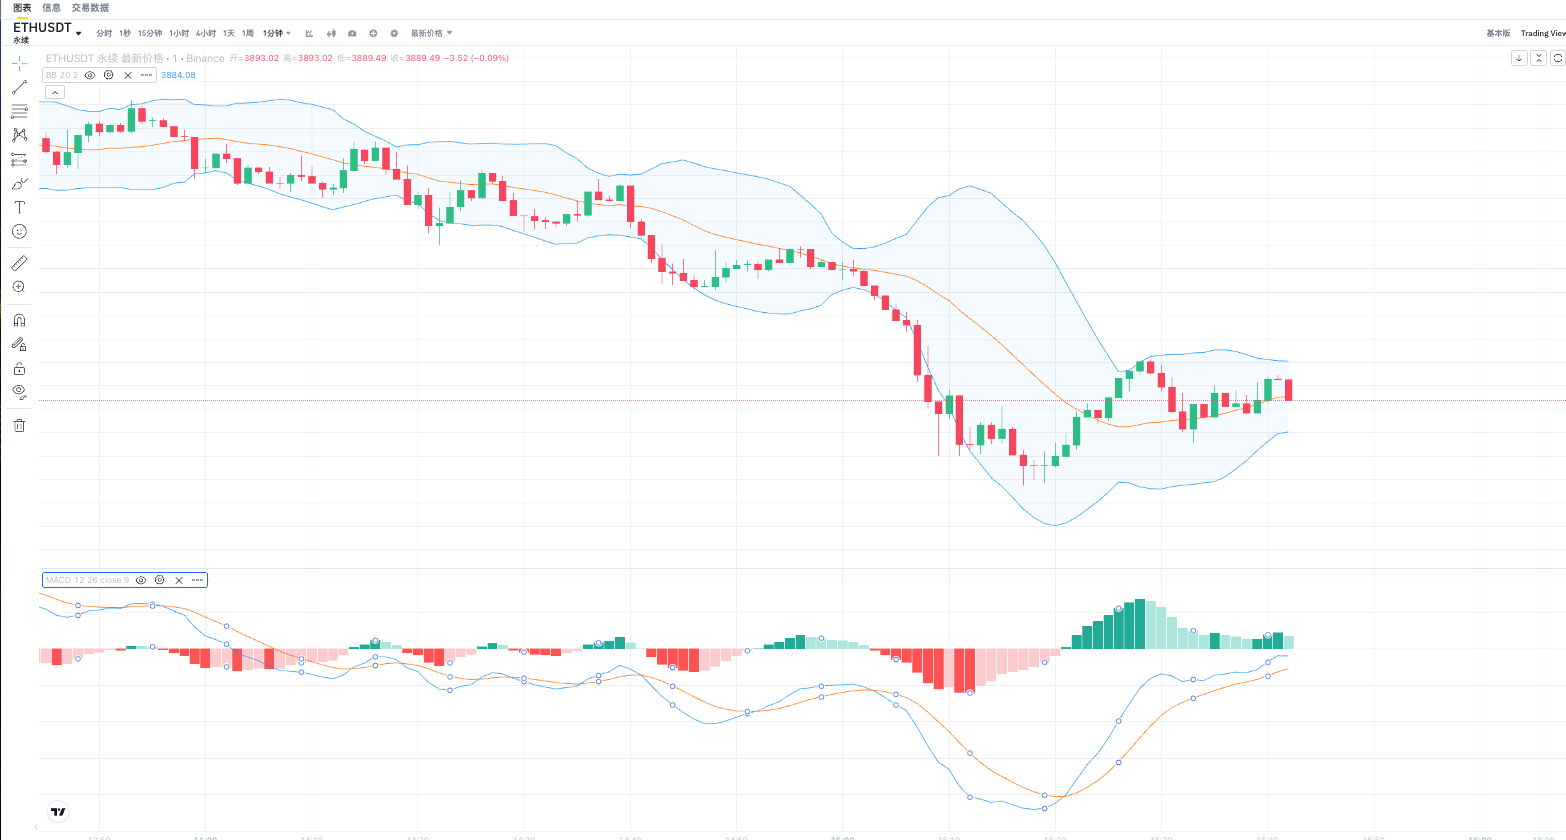 图表 信息 交易数据
ETHUSDT
永续
分时 1秒 15分钟 1小时 4小时 1天 1周 1分钟 最新价格 基本版 Trading View
ETHUSDT 永续 最新价格 · 1 · Binance 开=3893.02 高=3893.02 低=3889.49 收=3889.49 −3.52 (−0.09%)
BB 20 2 3884.08
MACD 12 26 close 9